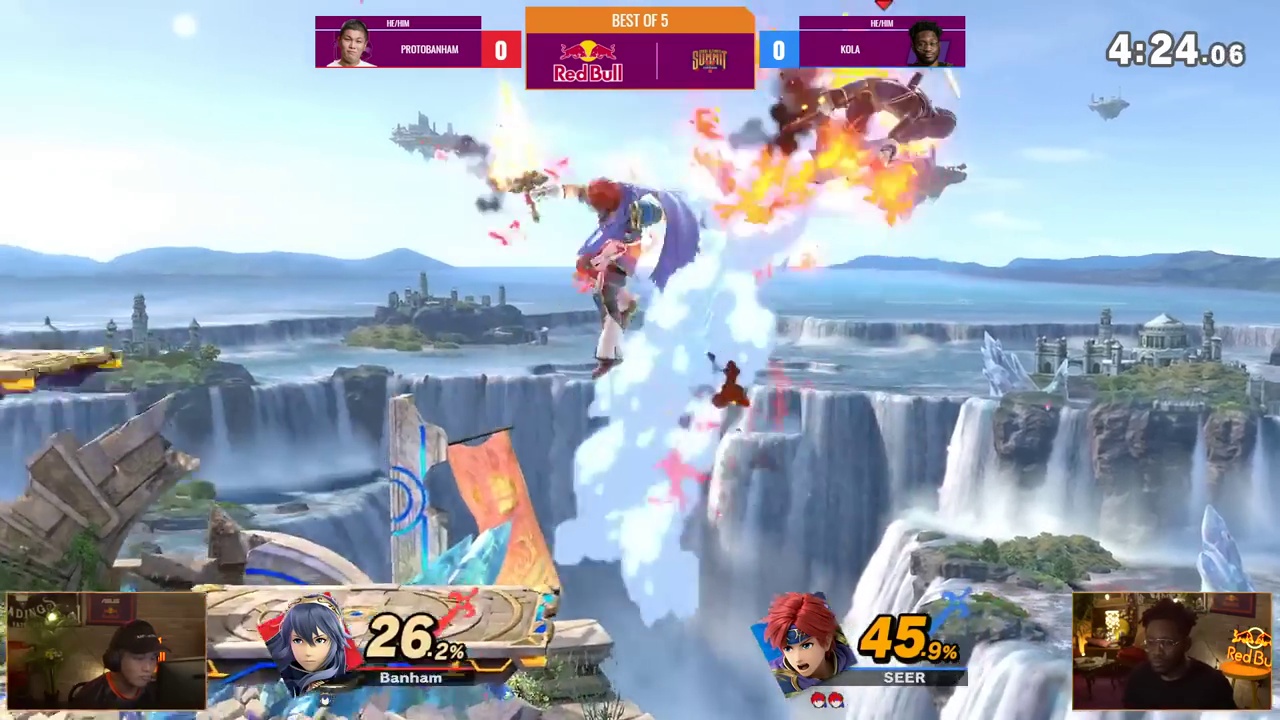 HE/HIM
PROTOBANHAM
0
BEST OF 5
Red Bull
SUMMIT
HE/HIM
0
KOLA
4:24.06
26.2%
Banham
45.9%
SEER
Red Bu